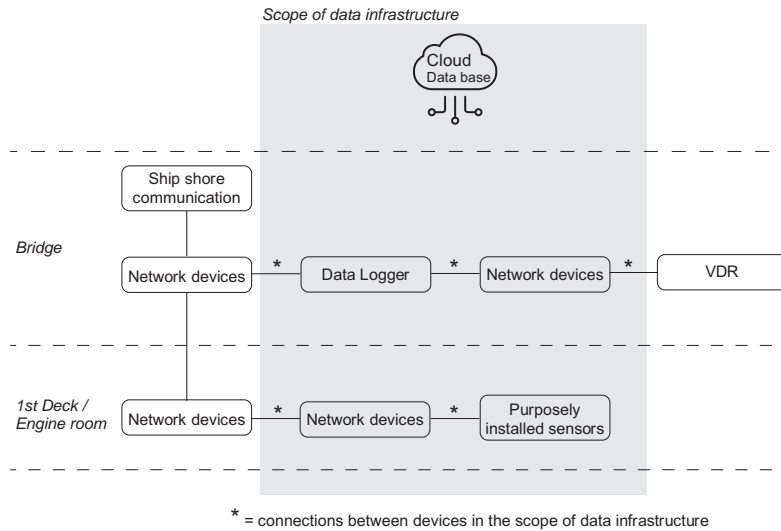 Scope of data infrastructure
Cloud
Data base
Ship shore
communication
Bridge
Network devices
*
Data Logger
*
Network devices
*
VDR
1st Deck /
Engine room
Network devices
*
Network devices
*
Purposely
installed sensors
* = connections between devices in the scope of data infrastructure